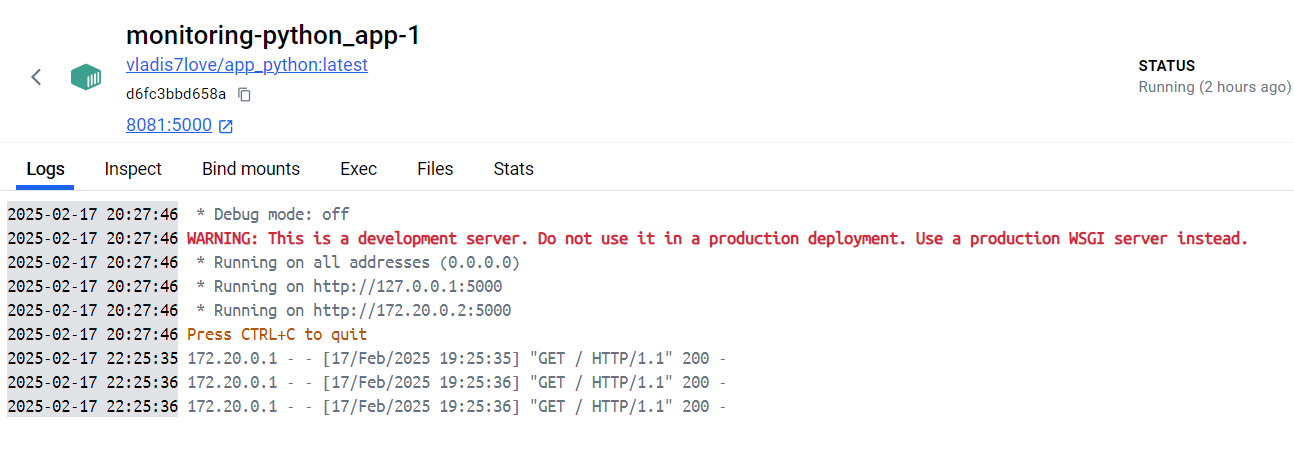 monitoring-python_app-1
vladis7love/app_python:latest
d6fc3bbd658a
8081:5000
STATUS
Running (2 hours ago)
Logs Inspect Bind mounts Exec Files Stats
2025-02-17 20:27:46  * Debug mode: off
2025-02-17 20:27:46 WARNING: This is a development server. Do not use it in a production deployment. Use a production WSGI server instead.
2025-02-17 20:27:46  * Running on all addresses (0.0.0.0)
2025-02-17 20:27:46  * Running on http://127.0.0.1:5000
2025-02-17 20:27:46  * Running on http://172.20.0.2:5000
2025-02-17 20:27:46 Press CTRL+C to quit
2025-02-17 22:25:35 172.20.0.1 - - [17/Feb/2025 19:25:35] "GET / HTTP/1.1" 200 -
2025-02-17 22:25:36 172.20.0.1 - - [17/Feb/2025 19:25:36] "GET / HTTP/1.1" 200 -
2025-02-17 22:25:36 172.20.0.1 - - [17/Feb/2025 19:25:36] "GET / HTTP/1.1" 200 -